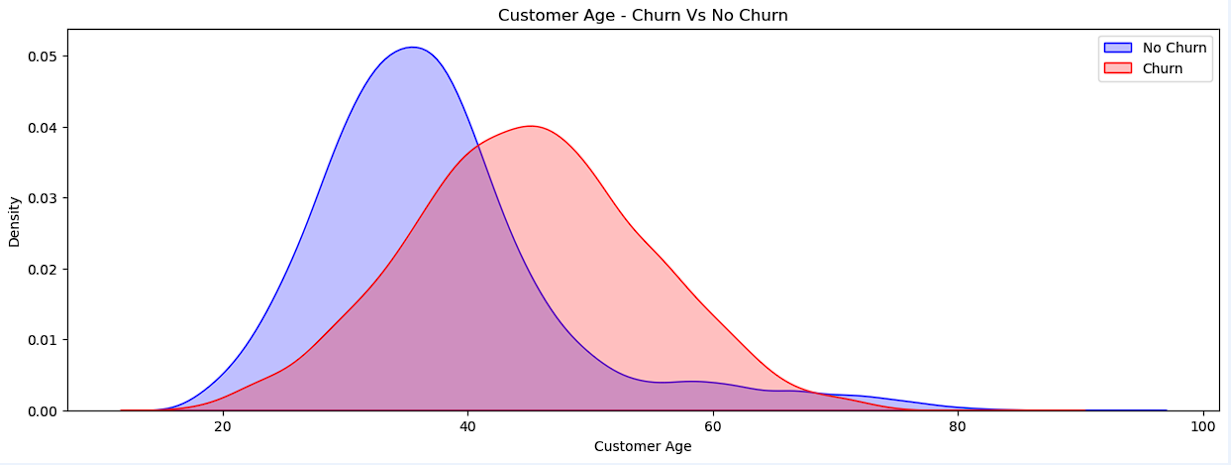 Customer Age - Churn Vs No Churn
No Churn
Churn
0.05
0.04
0.03
0.02
0.01
0.00
Density
20 40 60 80 100
Customer Age